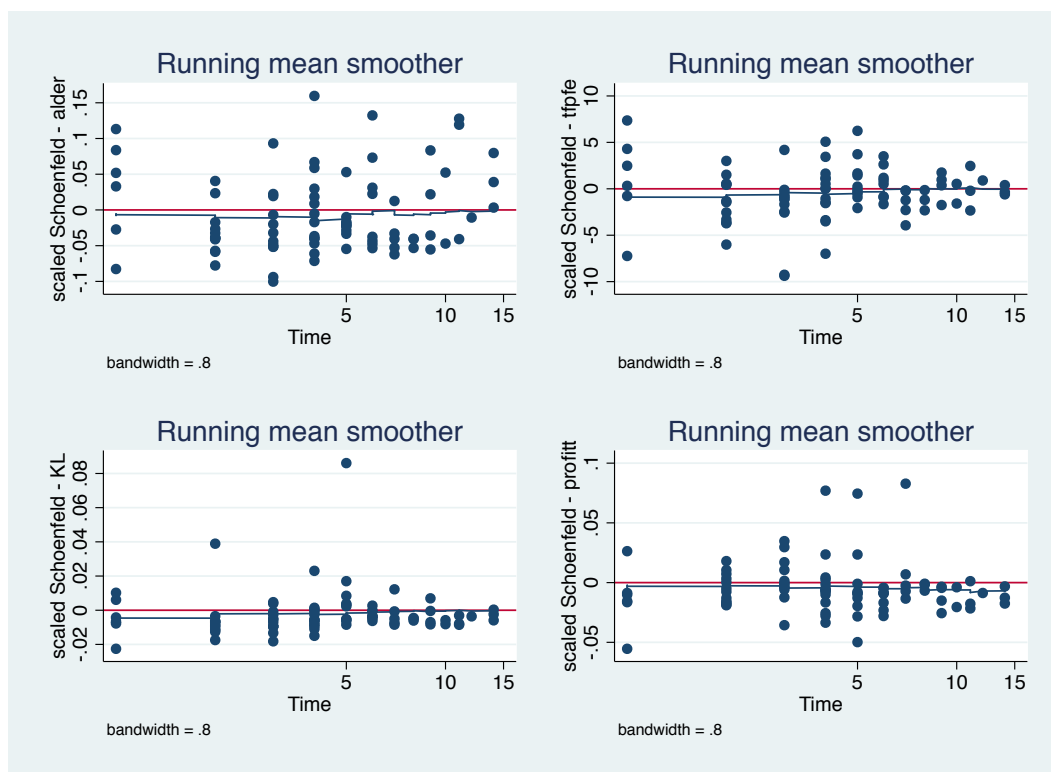 Running mean smoother
scaled Schoenfeld - alder
-.1 -.05 0 .05 .1 .15
5 10 15
Time
bandwidth = .8
Running mean smoother
scaled Schoenfeld - tfpfe
-10 -5 0 5 10
5 10 15
Time
bandwidth = .8
Running mean smoother
scaled Schoenfeld - KL
-.02 0 .02 .04 .06 .08
5 10 15
Time
bandwidth = .8
Running mean smoother
scaled Schoenfeld - profitt
-.05 0 .05 .1
5 10 15
Time
bandwidth = .8